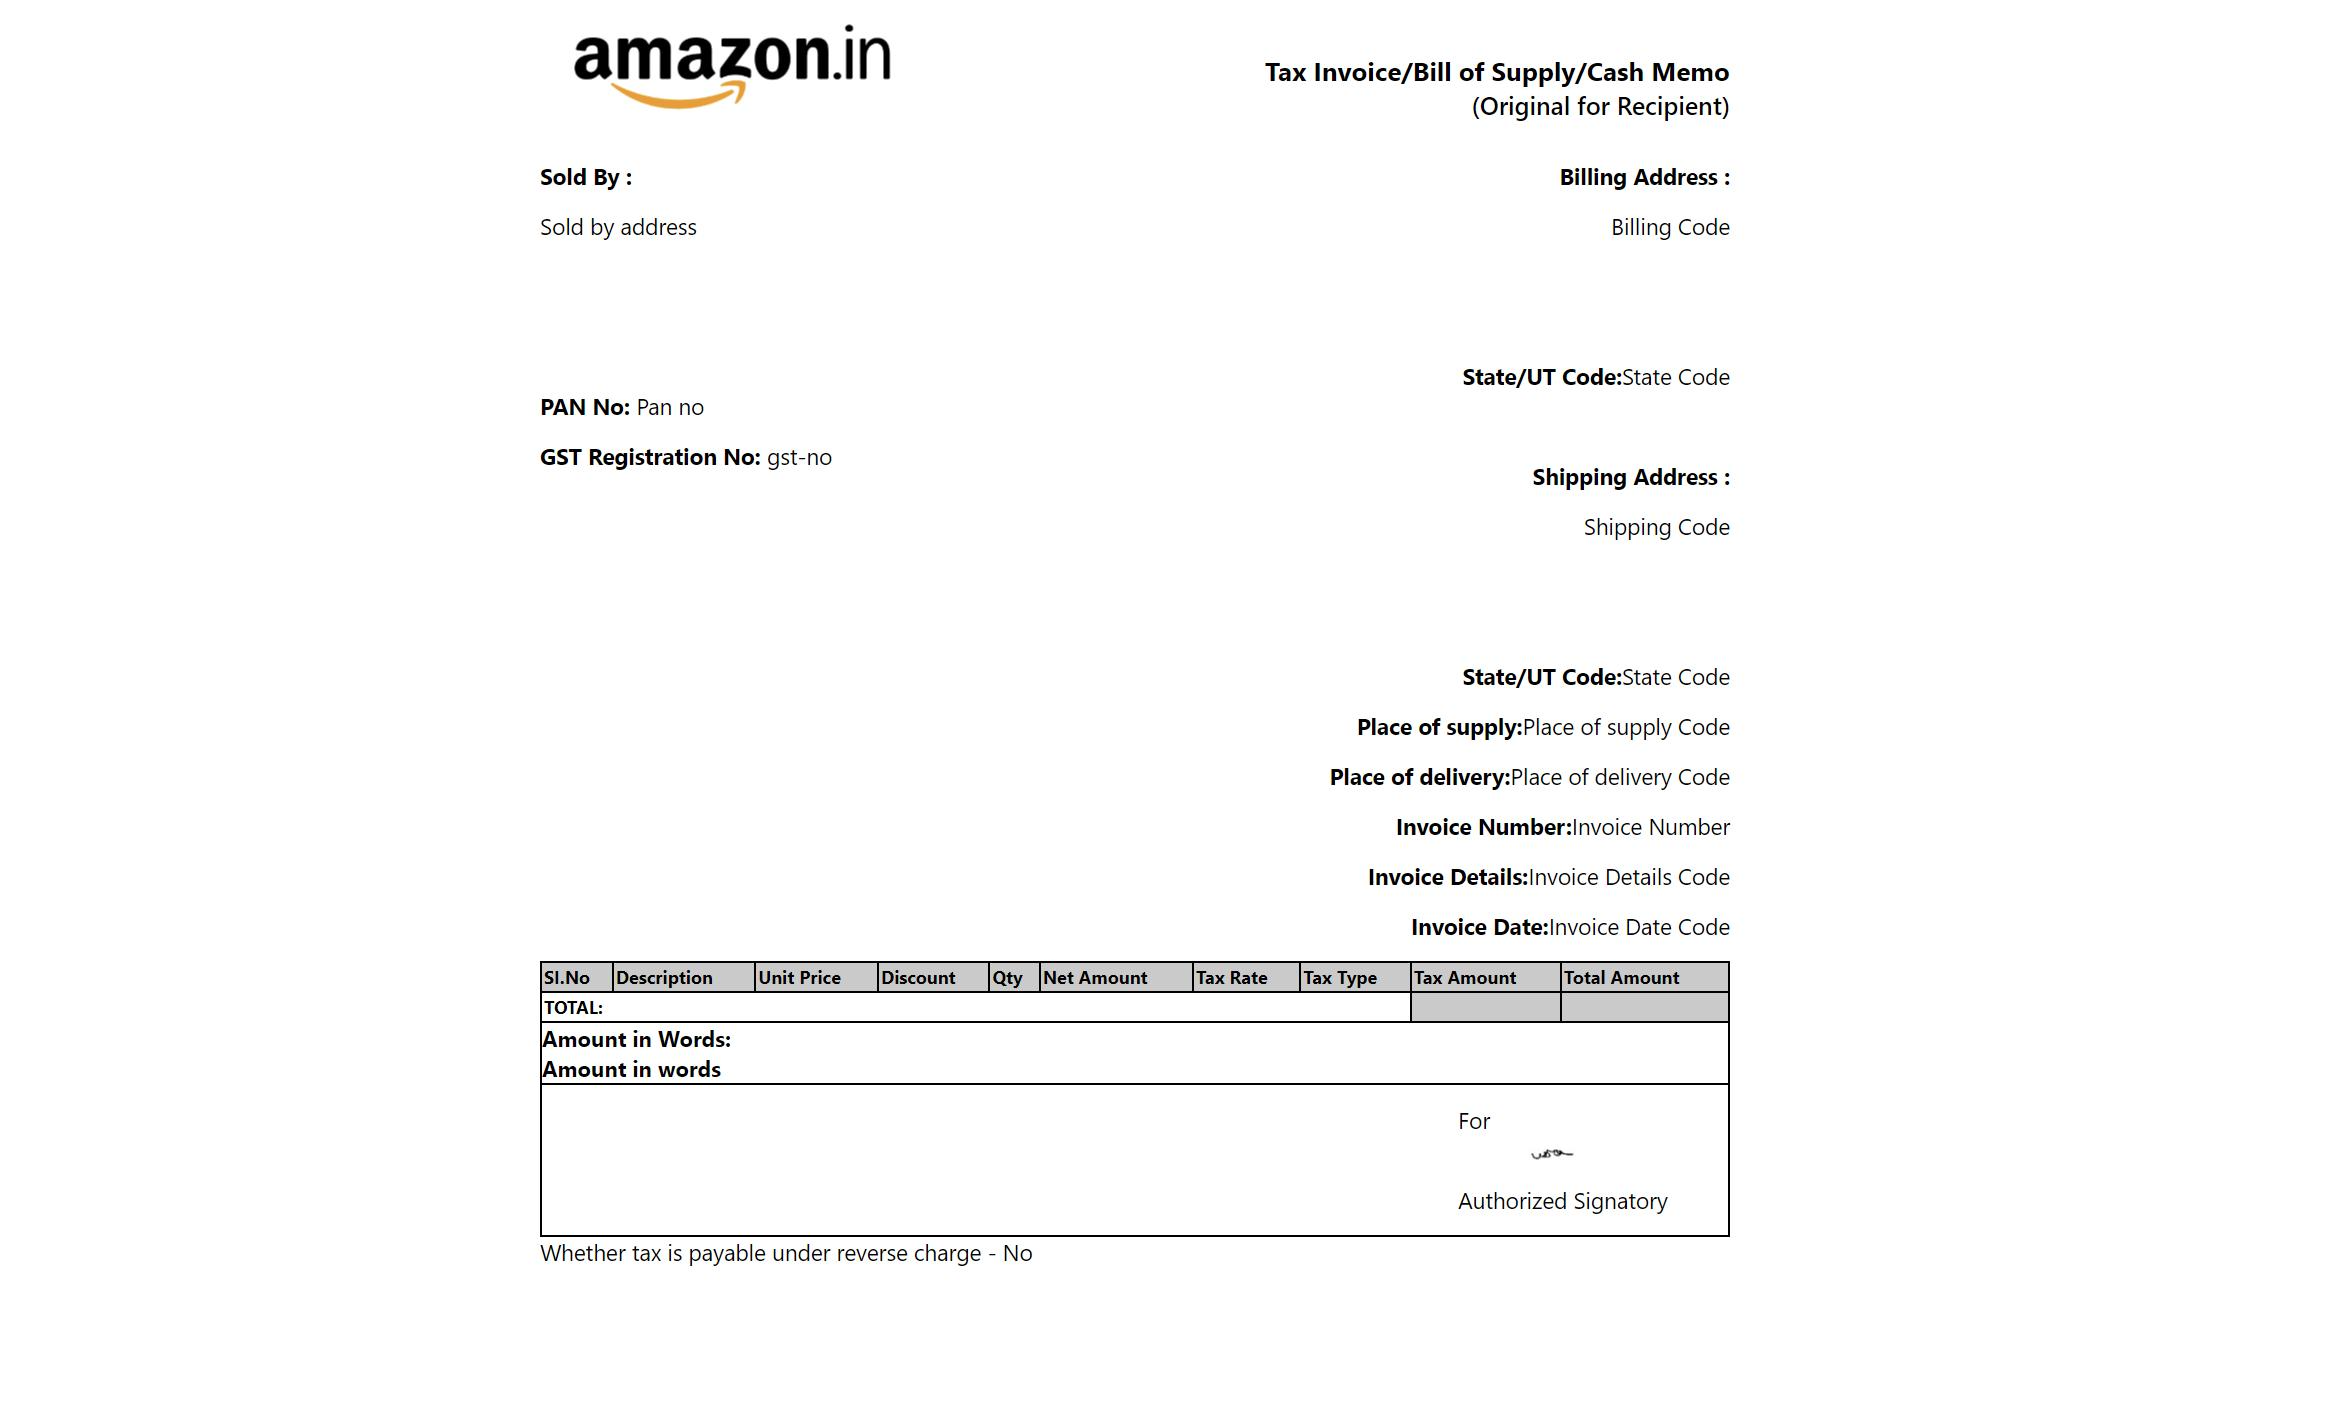 amazon.in
Tax Invoice/Bill of Supply/Cash Memo
(Original for Recipient)
Sold By :
Sold by address
PAN No: Pan no
GST Registration No: gst-no
Billing Address :
Billing Code
State/UT Code:State Code
Shipping Address :
Shipping Code
State/UT Code:State Code
Place of supply:Place of supply Code
Place of delivery:Place of delivery Code
Invoice Number:Invoice Number
Invoice Details:Invoice Details Code
Invoice Date:Invoice Date Code
Sl.No Description Unit Price Discount Qty Net Amount Tax Rate Tax Type Tax Amount Total Amount
TOTAL:
Amount in Words:
Amount in words
For
Authorized Signatory
Whether tax is payable under reverse charge - No